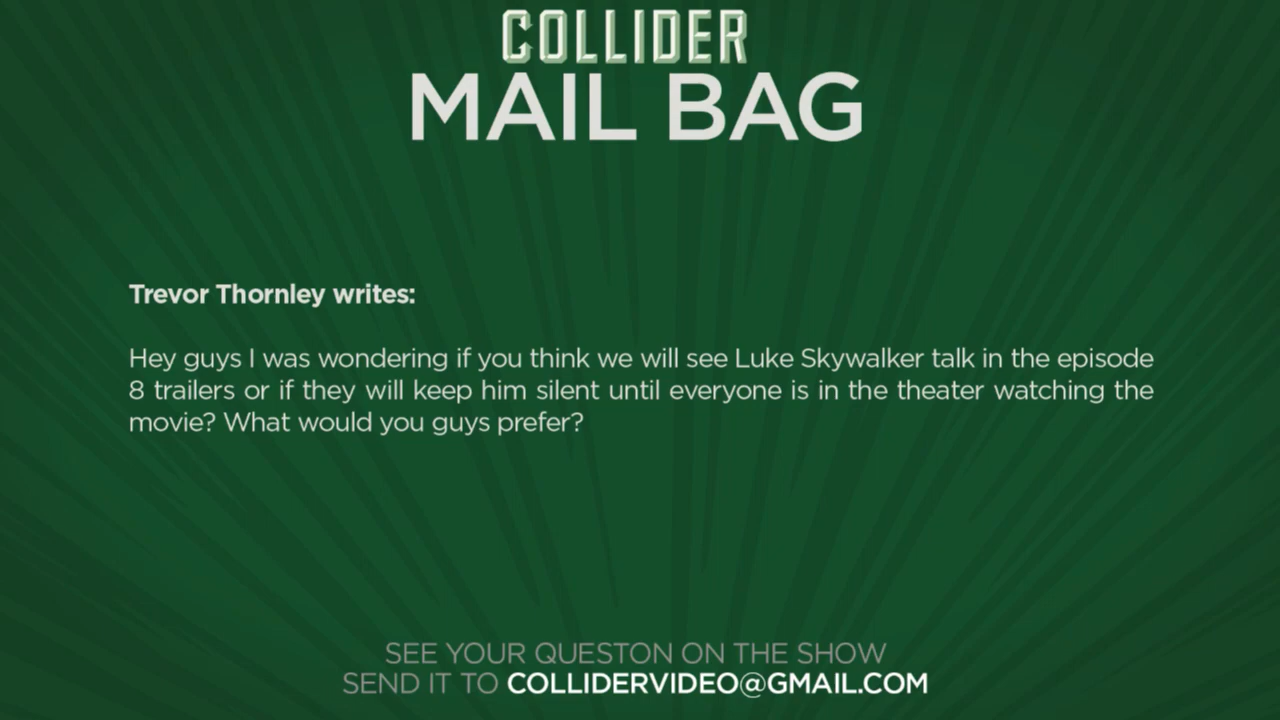 COLLIDER
MAIL BAG
Trevor Thornley writes:
Hey guys I was wondering if you think we will see Luke Skywalker talk in the episode
8 trailers or if they will keep him silent until everyone is in the theater watching the
movie? What would you guys prefer?
SEE YOUR QUESTON ON THE SHOW
SEND IT TO COLLIDERVIDEO@GMAIL.COM